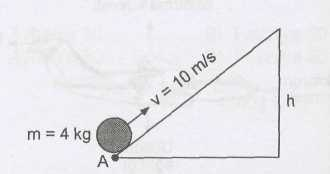 v = 10 m/s
h
m = 4 kg
A